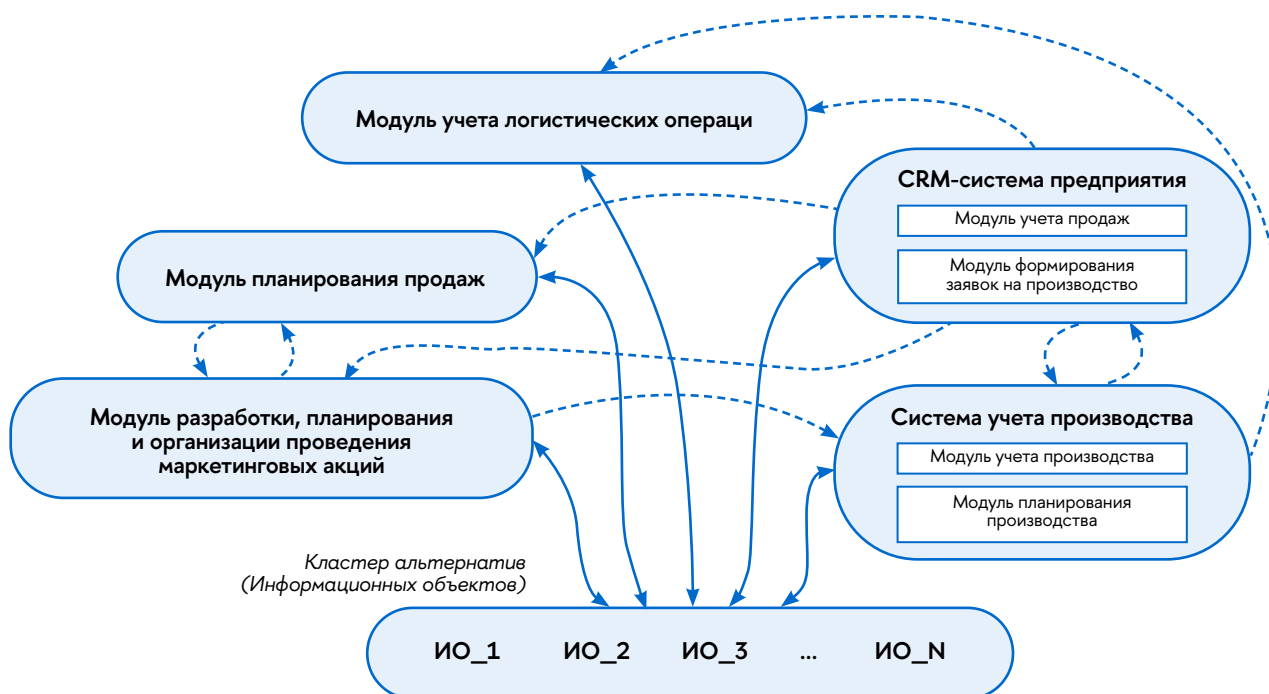 Модуль учета логистических операци
CRM-система предприятия
Модуль учета продаж
Модуль формирования
заявок на производство
Модуль планирования продаж
Модуль разработки, планирования
и организации проведения
маркетинговых акций
Система учета производства
Модуль учета производства
Модуль планирования
производства
Кластер альтернатив
(Информационных объектов)
ИО_1 ИО_2 ИО_3 ... ИО_N